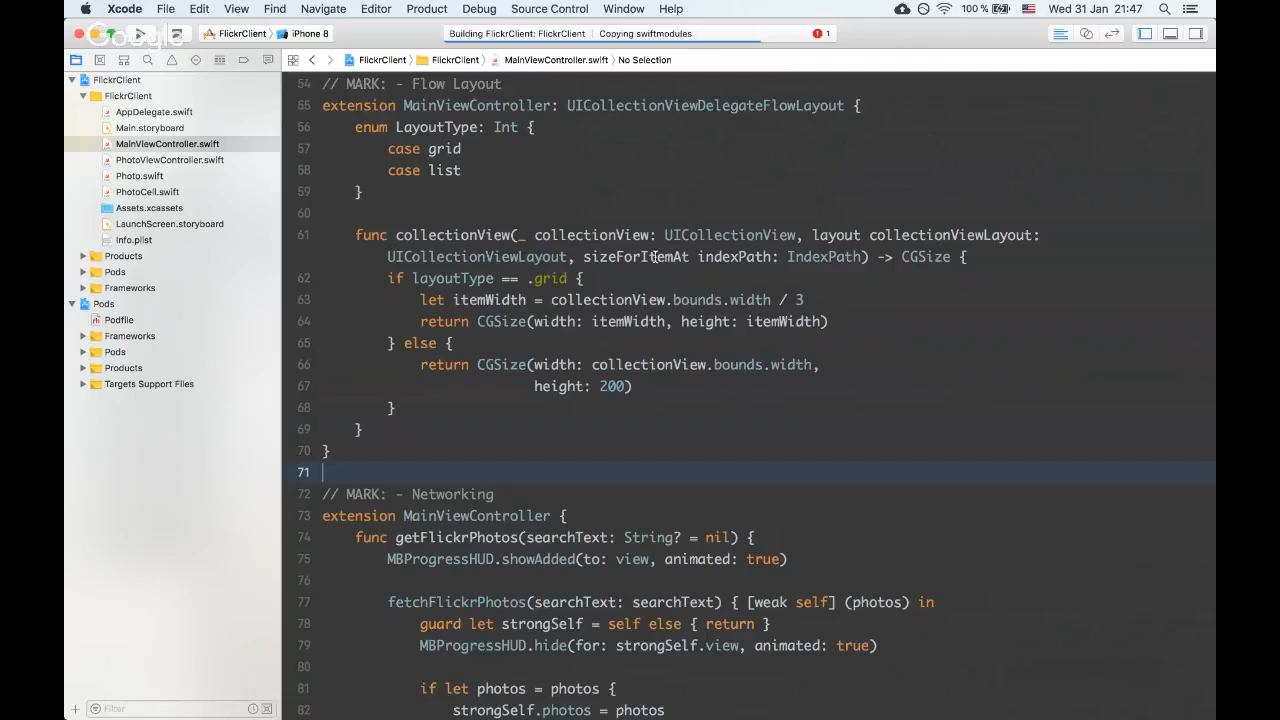 Xcode File Edit View Find Navigate Editor Product Debug Source Control Window Help 100 % Wed 31 Jan 21:47
Google
FlickrClient iPhone 8
Building FlickrClient: FlickrClient Copying swiftmodules 1
FlickrClient FlickrClient MainViewController.swift No Selection
FlickrClient
FlickrClient
AppDelegate.swift
Main.storyboard
MainViewController.swift
PhotoViewController.swift
Photo.swift
PhotoCell.swift
Assets.xcassets
LaunchScreen.storyboard
Info.plist
Products
Pods
Frameworks
Pods
Podfile
Frameworks
Pods
Products
Targets Support Files
Filter
54 // MARK: - Flow Layout
55 extension MainViewController: UICollectionViewDelegateFlowLayout {
56 enum LayoutType: Int {
57 case grid
58 case list
59 }
60
61 func collectionView(_ collectionView: UICollectionView, layout collectionViewLayout:
UICollectionViewLayout, sizeForItemAt indexPath: IndexPath) -> CGSize {
62 if layoutType == .grid {
63 let itemWidth = collectionView.bounds.width / 3
64 return CGSize(width: itemWidth, height: itemWidth)
65 } else {
66 return CGSize(width: collectionView.bounds.width,
67 height: 200)
68 }
69 }
70 }
71
72 // MARK: - Networking
73 extension MainViewController {
74 func getFlickrPhotos(searchText: String? = nil) {
75 MBProgressHUD.showAdded(to: view, animated: true)
76
77 fetchFlickrPhotos(searchText: searchText) { [weak self] (photos) in
78 guard let strongSelf = self else { return }
79 MBProgressHUD.hide(for: strongSelf.view, animated: true)
80
81 if let photos = photos {
82 strongSelf.photos = photos